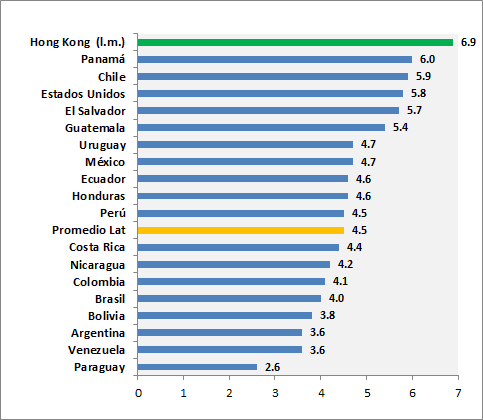 Hong Kong (l.m.) 6.9
Panamá 6.0
Chile 5.9
Estados Unidos 5.8
El Salvador 5.7
Guatemala 5.4
Uruguay 4.7
México 4.7
Ecuador 4.6
Honduras 4.6
Perú 4.5
Promedio Lat 4.5
Costa Rica 4.4
Nicaragua 4.2
Colombia 4.1
Brasil 4.0
Bolivia 3.8
Argentina 3.6
Venezuela 3.6
Paraguay 2.6
0 1 2 3 4 5 6 7